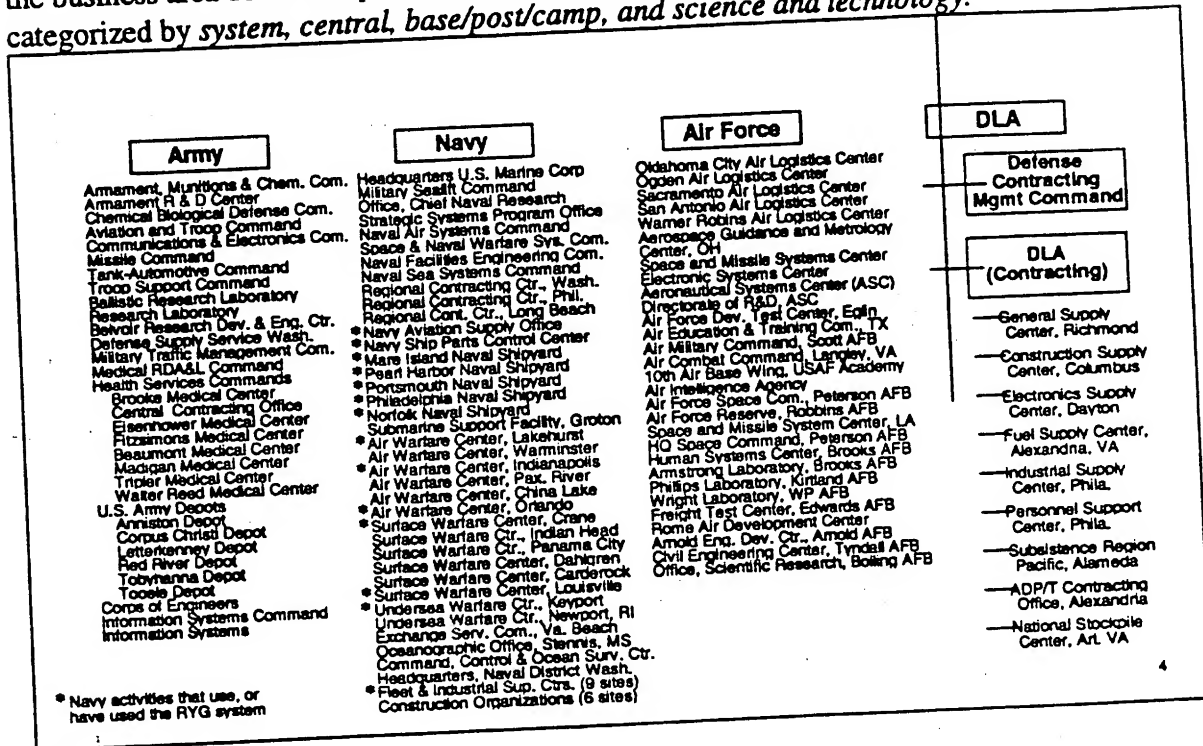 the business area
categorized by system, central, base/post/camp, and science and technology.
Army
Armament, Munitions & Chem. Com.
Armament R & D Center
Chemical Biological Defense Com.
Aviation and Troop Command
Communications & Electronics Com.
Missile Command
Tank-Automotive Command
Troop Support Command
Ballistic Research Laboratory
Research Laboratory
Belvoir Research Dev. & Eng. Ctr.
Defense Supply Service Wash.
Military Traffic Management Com.
Medical RDA&L Command
Health Services Commands
Brooke Medical Center
Central Contracting Office
Eisenhower Medical Center
Fitzsimons Medical Center
Beaumont Medical Center
Madigan Medical Center
Tripler Medical Center
Walter Reed Medical Center
U.S. Army Depots
Anniston Depot
Corpus Christi Depot
Letterkenney Depot
Red River Depot
Tobyhanna Depot
Tooele Depot
Corps of Engineers
Information Systems Command
Information Systems
* Navy activities that use, or
have used the RYG system
Navy
Headquarters U.S. Marine Corp
Military Sealift Command
Office, Chief Naval Research
Strategic Systems Program Office
Naval Air Systems Command
Space & Naval Warfare Sys. Com.
Naval Facilities Engineering Com.
Naval Sea Systems Command
Regional Contracting Ctr., Wash.
Regional Contracting Ctr., Phil.
Regional Cont. Ctr., Long Beach
* Navy Aviation Supply Office
* Navy Ship Parts Control Center
* Mare Island Naval Shipyard
* Pearl Harbor Naval Shipyard
* Portsmouth Naval Shipyard
* Philadelphia Naval Shipyard
* Norfolk Naval Shipyard
Submarine Support Facility, Groton
* Air Warfare Center, Lakehurst
Air Warfare Center, Warminster
* Air Warfare Center, Indianapolis
Air Warfare Center, Pax. River
Air Warfare Center, China Lake
* Air Warfare Center, Orlando
* Surface Warfare Center, Crane
Surface Warfare Ctr., Indian Head
Surface Warfare Ctr., Panama City
Surface Warfare Center, Dahlgren
Surface Warfare Center, Carderock
* Surface Warfare Center, Louisville
* Undersea Warfare Ctr., Keyport
Undersea Warfare Ctr., Newport, RI
Exchange Serv. Com., Va. Beach
Oceanographic Office, Stennis, MS
Command, Control & Ocean Surv. Ctr.
Headquarters, Naval District Wash.
* Fleet & Industrial Sup. Ctrs. (9 sites)
Construction Organizations (6 sites)
Air Force
Oklahoma City Air Logistics Center
Ogden Air Logistics Center
Sacramento Air Logistics Center
San Antonio Air Logistics Center
Warner Robins Air Logistics Center
Aerospace Guidance and Metrology
Center, OH
Space and Missile Systems Center
Electronic Systems Center
Aeronautical Systems Center (ASC)
Directorate of R&D, ASC
Air Force Dev. Test Center, Eglin
Air Education & Training Com., TX
Air Military Command, Scott AFB
Air Combat Command, Langley, VA
10th Air Base Wing, USAF Academy
Air Intelligence Agency
Air Force Space Com., Peterson AFB
Air Force Reserve, Robbins AFB
Space and Missile System Center, LA
HQ Space Command, Peterson AFB
Human Systems Center, Brooks AFB
Armstrong Laboratory, Brooks AFB
Phillips Laboratory, Kirtland AFB
Wright Laboratory, WP AFB
Freight Test Center, Edwards AFB
Rome Air Development Center
Arnold Eng. Dev. Ctr., Arnold AFB
Civil Engineering Center, Tyndall AFB
Office, Scientific Research, Bolling AFB
DLA
Defense
Contracting
Mgmt Command
DLA
(Contracting)
General Supply
Center, Richmond
Construction Supply
Center, Columbus
Electronics Supply
Center, Dayton
Fuel Supply Center,
Alexandria, VA
Industrial Supply
Center, Phila.
Personnel Support
Center, Phila.
Subsistence Region
Pacific, Alameda
ADP/T Contracting
Office, Alexandria
National Stockpile
Center, Arl. VA
4